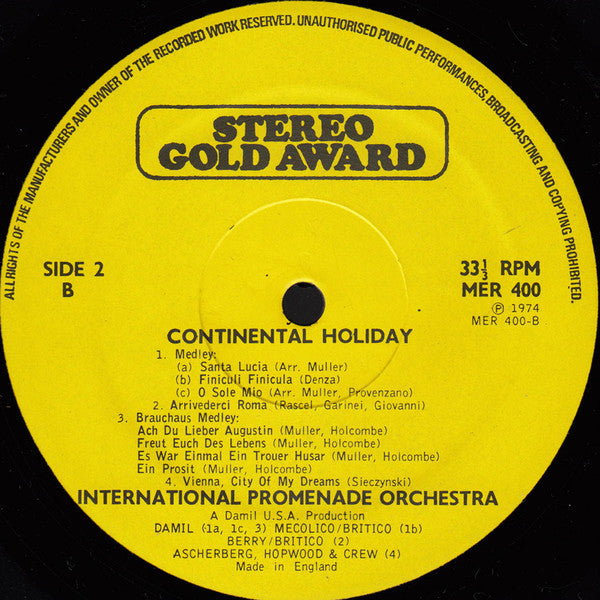 ALL RIGHTS OF THE MANUFACTURERS AND OWNER OF THE RECORDED WORK RESERVED. UNAUTHORISED PUBLIC PERFORMANCES, BROADCASTING AND COPYING PROHIBITED.
STEREO
GOLD AWARD
SIDE 2
B
33⅓ RPM
MER 400
℗ 1974
MER 400-B
CONTINENTAL HOLIDAY
1. Medley:
(a) Santa Lucia (Arr. Muller)
(b) Finiculi Finicula (Denza)
(c) O Sole Mio (Arr. Muller, Provenzano)
2. Arrivederci Roma (Rascel, Garinei, Giovanni)
3. Brauchaus Medley:
Ach Du Lieber Augustin (Muller, Holcombe)
Freut Euch Des Lebens (Muller, Holcombe)
Es War Einmal Ein Trouer Husar (Muller, Holcombe)
Ein Prosit (Muller, Holcombe)
4. Vienna, City Of My Dreams (Sieczynski)
INTERNATIONAL PROMENADE ORCHESTRA
A Damil U.S.A. Production
DAMIL (1a, 1c, 3) MECOLICO/BRITICO (1b)
BERRY/BRITICO (2)
ASCHERBERG, HOPWOOD & CREW (4)
Made in England